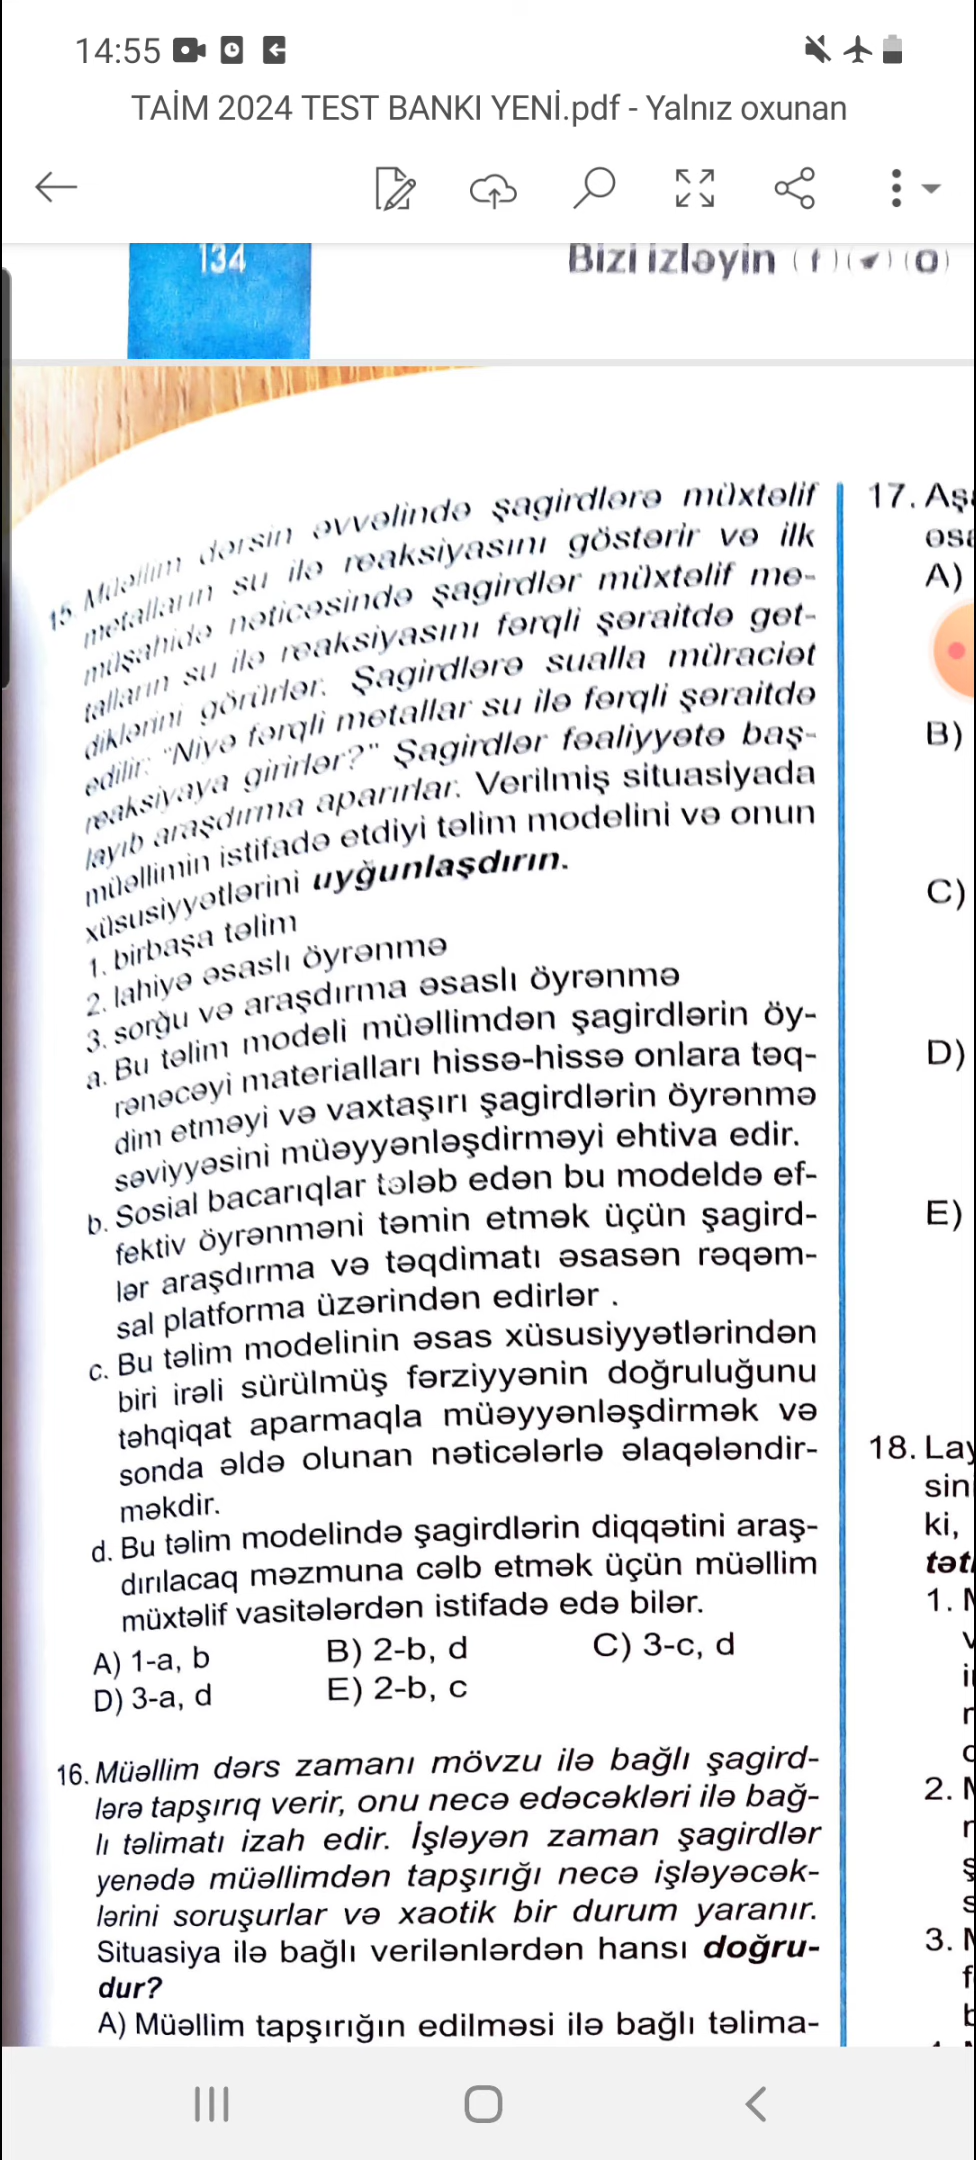 14:55
TAİM 2024 TEST BANKI YENİ.pdf - Yalnız oxunan
134
Bizi izləyin
15. Müəllim dərsin əvvəlində şagirdlərə müxtəlif
metalların su ilə reaksiyasını göstərir və ilk
müşahidə nəticəsində şagirdlər müxtəlif me-
talların su ilə reaksiyasını fərqli şəraitdə get-
diklərini görürlər. Şagirdlərə sualla müraciət
edilir: "Niyə fərqli metallar su ilə fərqli şəraitdə
reaksiyaya girirlər?" Şagirdlər fəaliyyətə baş-
layıb araşdırma aparırlar. Verilmiş situasiyada
müəllimin istifadə etdiyi təlim modelini və onun
xüsusiyyətlərini uyğunlaşdırın.
1. birbaşa təlim
2. lahiyə əsaslı öyrənmə
3. sorğu və araşdırma əsaslı öyrənmə
a. Bu təlim modeli müəllimdən şagirdlərin öy-
rənəcəyi materialları hissə-hissə onlara təq-
dim etməyi və vaxtaşırı şagirdlərin öyrənmə
səviyyəsini müəyyənləşdirməyi ehtiva edir.
b. Sosial bacarıqlar tələb edən bu modeldə ef-
fektiv öyrənməni təmin etmək üçün şagird-
lər araşdırma və təqdimatı əsasən rəqəm-
sal platforma üzərindən edirlər .
c. Bu təlim modelinin əsas xüsusiyyətlərindən
biri irəli sürülmüş fərziyyənin doğruluğunu
təhqiqat aparmaqla müəyyənləşdirmək və
sonda əldə olunan nəticələrlə əlaqələndir-
məkdir.
d. Bu təlim modelində şagirdlərin diqqətini araş-
dırılacaq məzmuna cəlb etmək üçün müəllim
müxtəlif vasitələrdən istifadə edə bilər.
A) 1-a, b B) 2-b, d C) 3-c, d
D) 3-a, d E) 2-b, c
16. Müəllim dərs zamanı mövzu ilə bağlı şagird-
lərə tapşırıq verir, onu necə edəcəkləri ilə bağ-
lı təlimatı izah edir. İşləyən zaman şagirdlər
yenədə müəllimdən tapşırığı necə işləyəcək-
lərini soruşurlar və xaotik bir durum yaranır.
Situasiya ilə bağlı verilənlərdən hansı doğru-
dur?
A) Müəllim tapşırığın edilməsi ilə bağlı təlima-
17.
A)
B)
C)
D)
E)
18.
ki,
1.
2.
3.